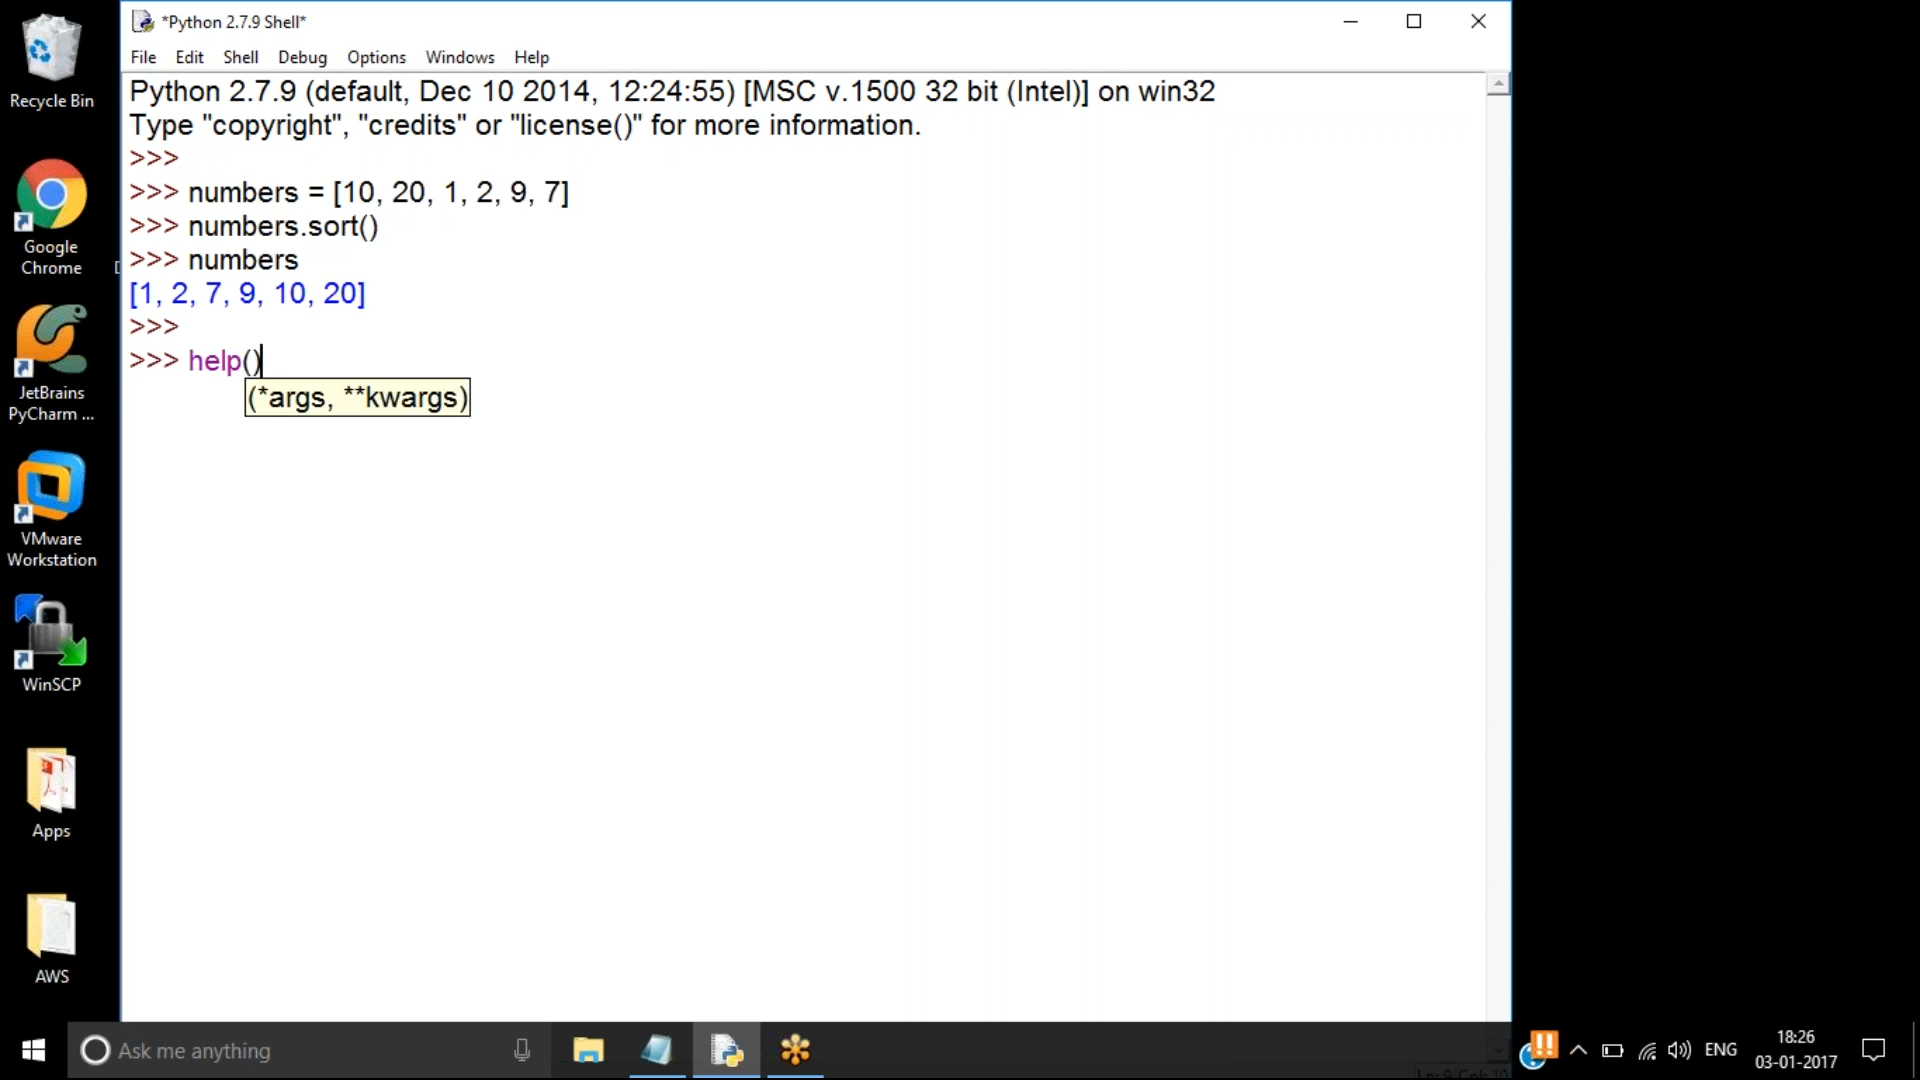 *Python 2.7.9 Shell*
File Edit Shell Debug Options Windows Help
Python 2.7.9 (default, Dec 10 2014, 12:24:55) [MSC v.1500 32 bit (Intel)] on win32
Type "copyright", "credits" or "license()" for more information.
>>>
>>> numbers = [10, 20, 1, 2, 9, 7]
>>> numbers.sort()
>>> numbers
[1, 2, 7, 9, 10, 20]
>>>
>>> help()
(*args, **kwargs)
Recycle Bin
Google
Chrome
JetBrains
PyCharm ...
VMware
Workstation
WinSCP
Apps
AWS
Ask me anything
ENG
18:26
03-01-2017